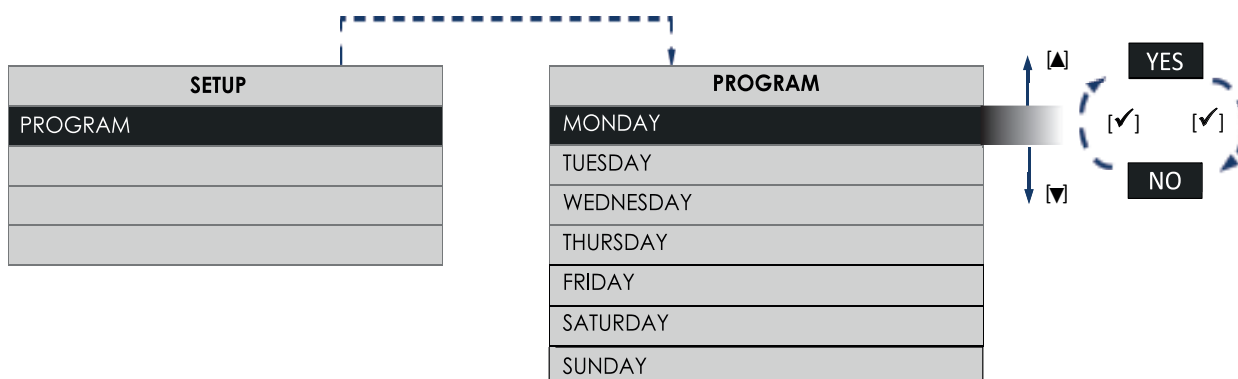 SETUP
PROGRAM
PROGRAM
MONDAY
TUESDAY
WEDNESDAY
THURSDAY
FRIDAY
SATURDAY
SUNDAY
[▲]
[▼]
YES
[✔] [✔]
NO